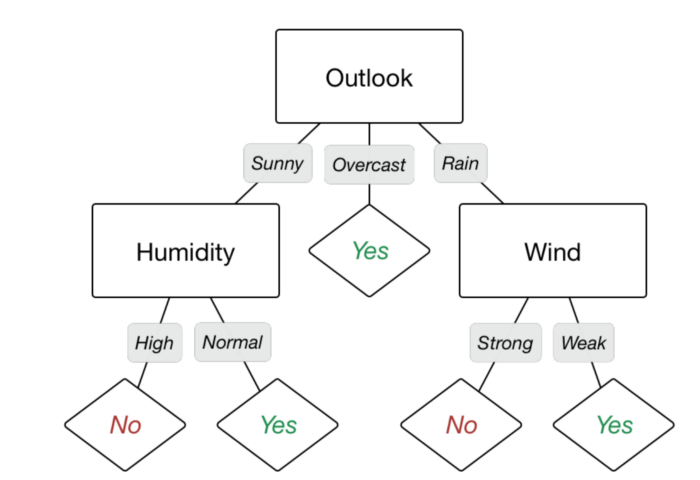 Outlook
Sunny
Overcast
Rain
Humidity
Yes
Wind
High
Normal
Strong
Weak
No
Yes
No
Yes